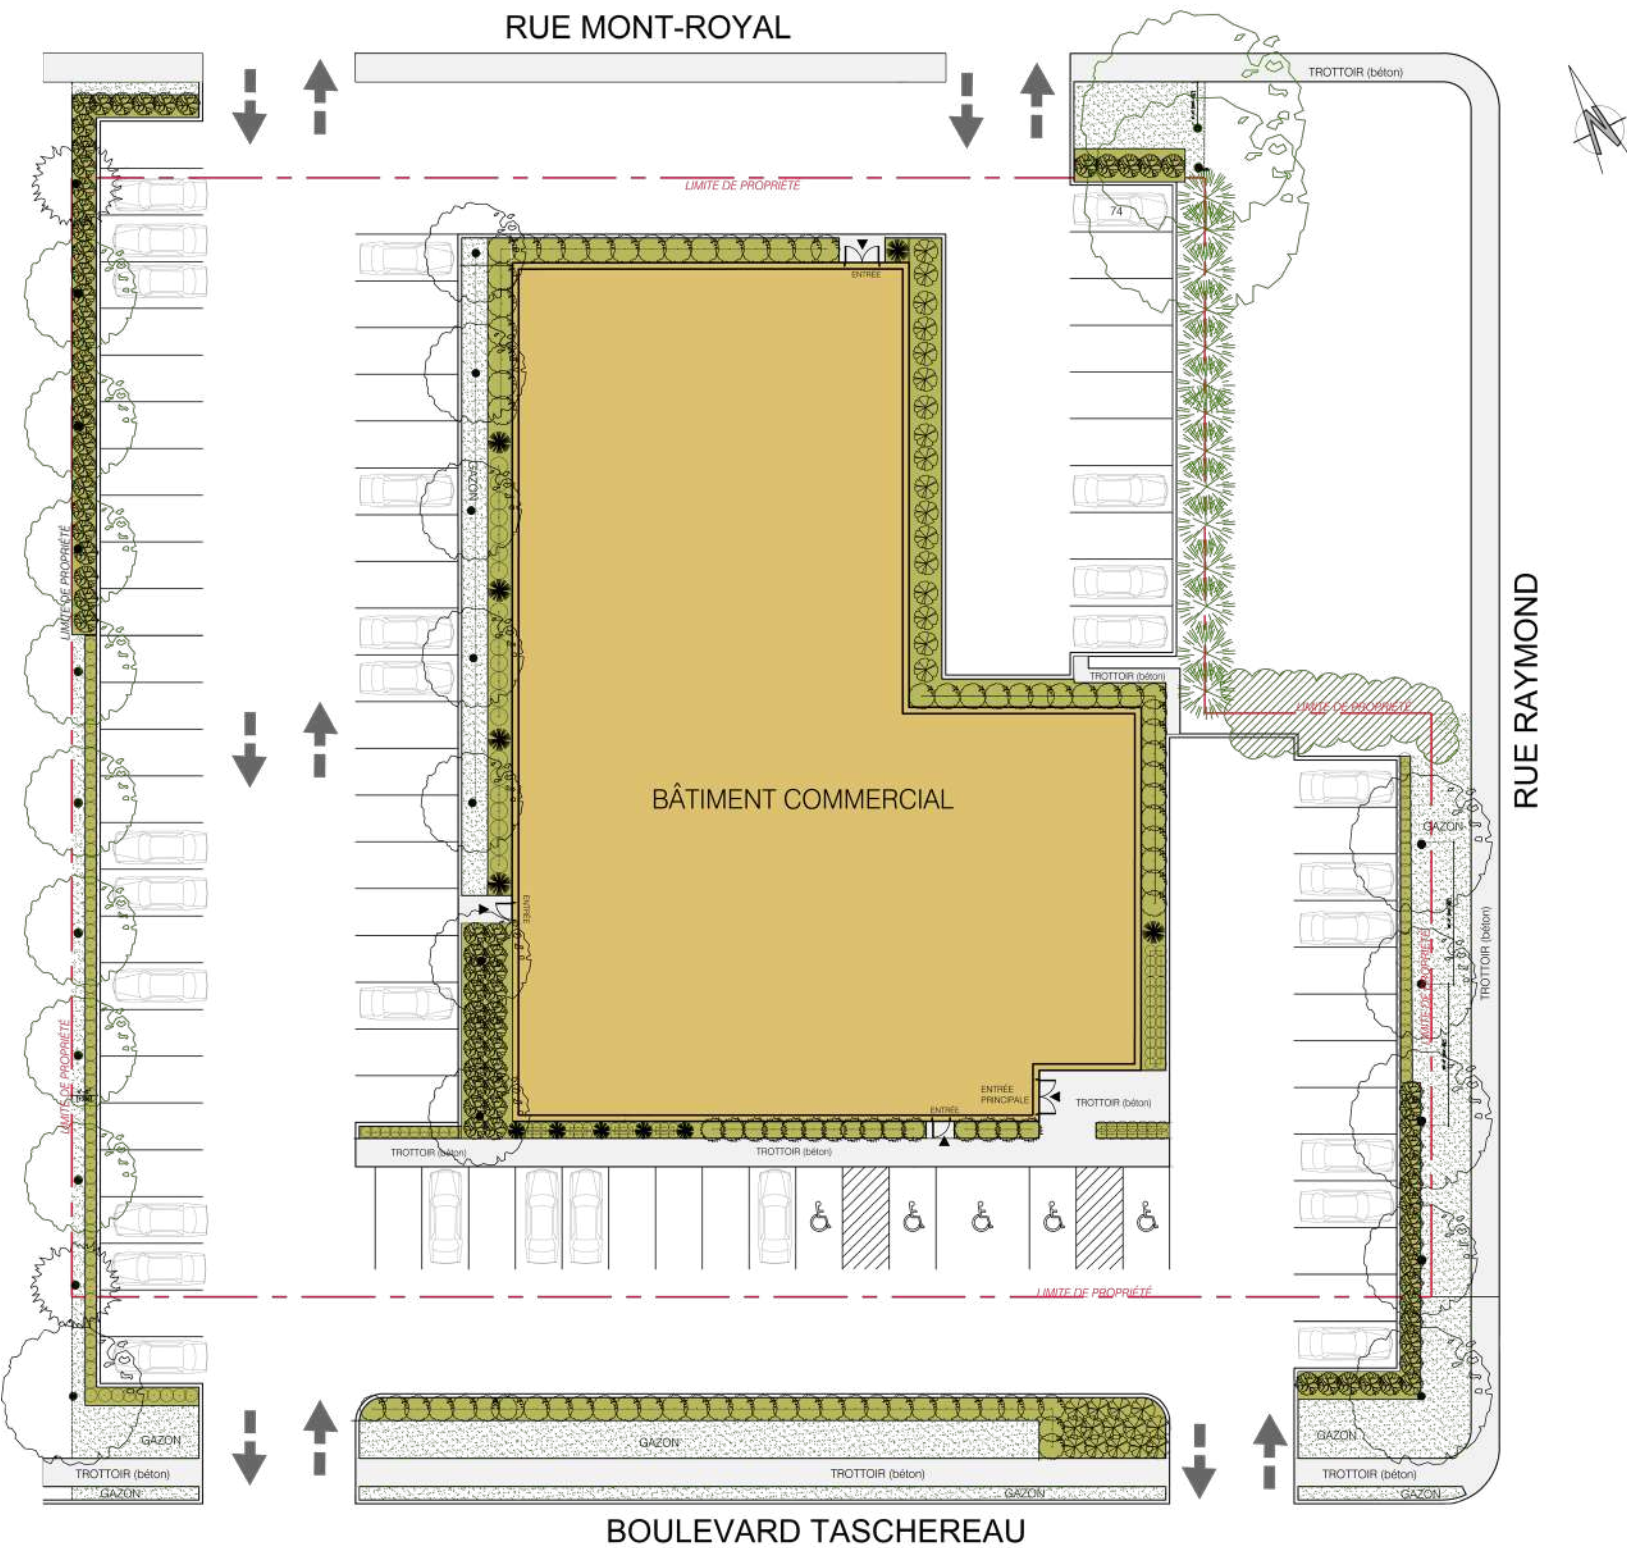 RUE MONT-ROYAL
TROTTOIR (béton)
N
LIMITE DE PROPRIÉTÉ
74
ENTRÉE
GAZON
LIMITE DE PROPRIÉTÉ
RUE RAYMOND
TROTTOIR (béton)
LIMITE DE PROPRIÉTÉ
BÂTIMENT COMMERCIAL
GAZON
ENTRÉE
TROTTOIR (béton)
LIMITE DE PROPRIÉTÉ
LIMITE DE PROPRIÉTÉ
ENTRÉE
PRINCIPALE
TROTTOIR (béton)
ENTRÉE
TROTTOIR (béton)
TROTTOIR (béton)
LIMITE DE PROPRIÉTÉ
GAZON
GAZON
GAZON
TROTTOIR (béton)
TROTTOIR (béton)
TROTTOIR (béton)
GAZON
GAZON
GAZON
BOULEVARD TASCHEREAU